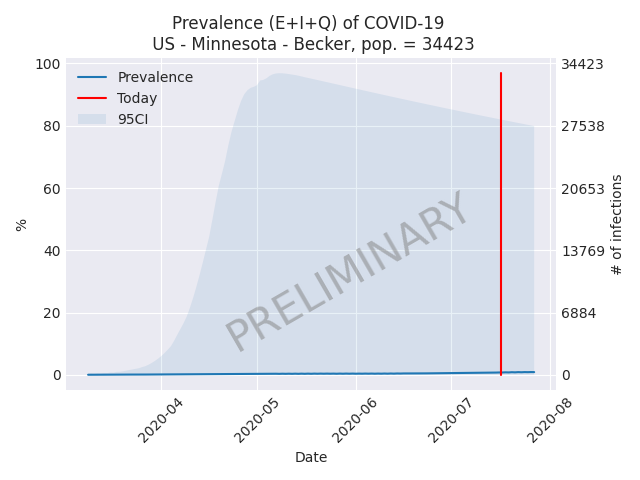 Prevalence (E+I+Q) of COVID-19
US - Minnesota - Becker, pop. = 34423
Prevalence
Today
95CI
100
80
60
40
20
0
%
34423
27538
20653
13769
6884
0
# of infections
PRELIMINARY
2020-04
2020-05
2020-06
2020-07
2020-08
Date